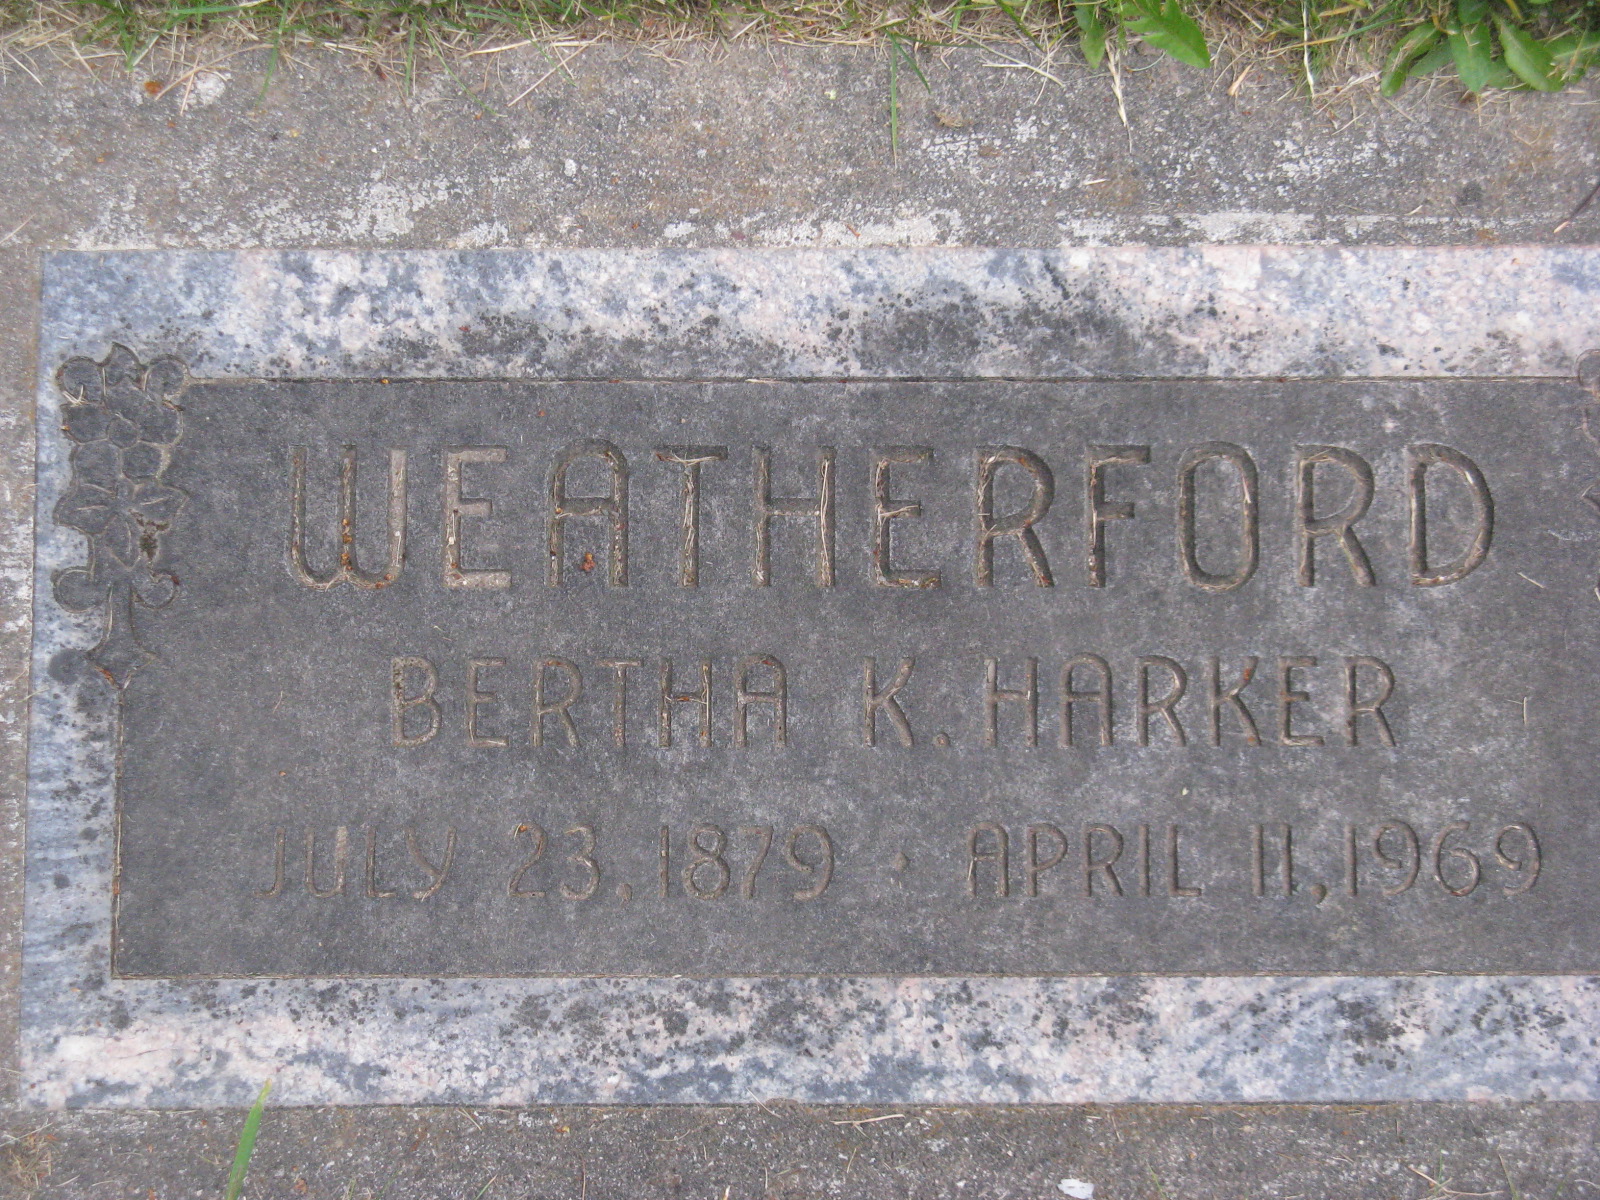 WEATHERFORD
BERTHA K. HARKER
JULY 23, 1879 · APRIL 11, 1969